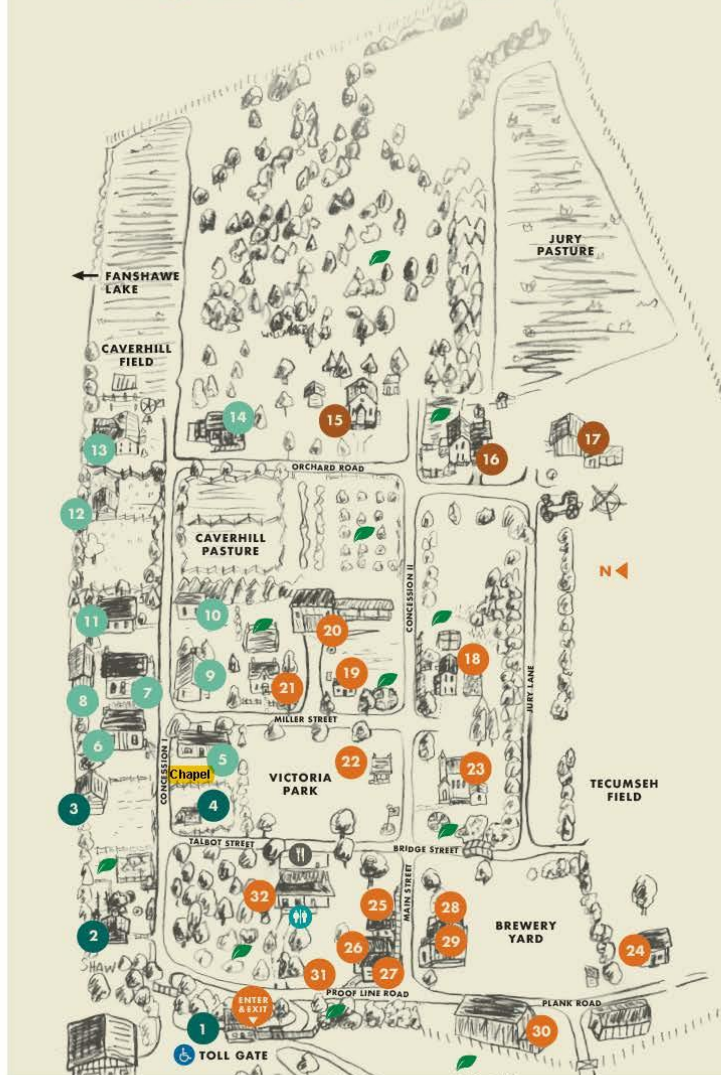 JURY
PASTURE
FANSHAWE
LAKE
CAVERHILL
FIELD
14
15
13
16
17
ORCHARD ROAD
12
CAVERHILL
PASTURE
CONCESSION II
N
11
10
20
18
9
19
21
8
7
JURY LANE
MILLER STREET
6
5
CONCESSION I
Chapel
VICTORIA
PARK
22
23
TECUMSEH
FIELD
3
4
TALBOT STREET
BRIDGE STREET
MAIN STREET
32
25
28
BREWERY
YARD
2
26
29
24
SHAW
31
27
PROOF LINE ROAD
PLANK ROAD
ENTER
& EXIT
1
30
TOLL GATE